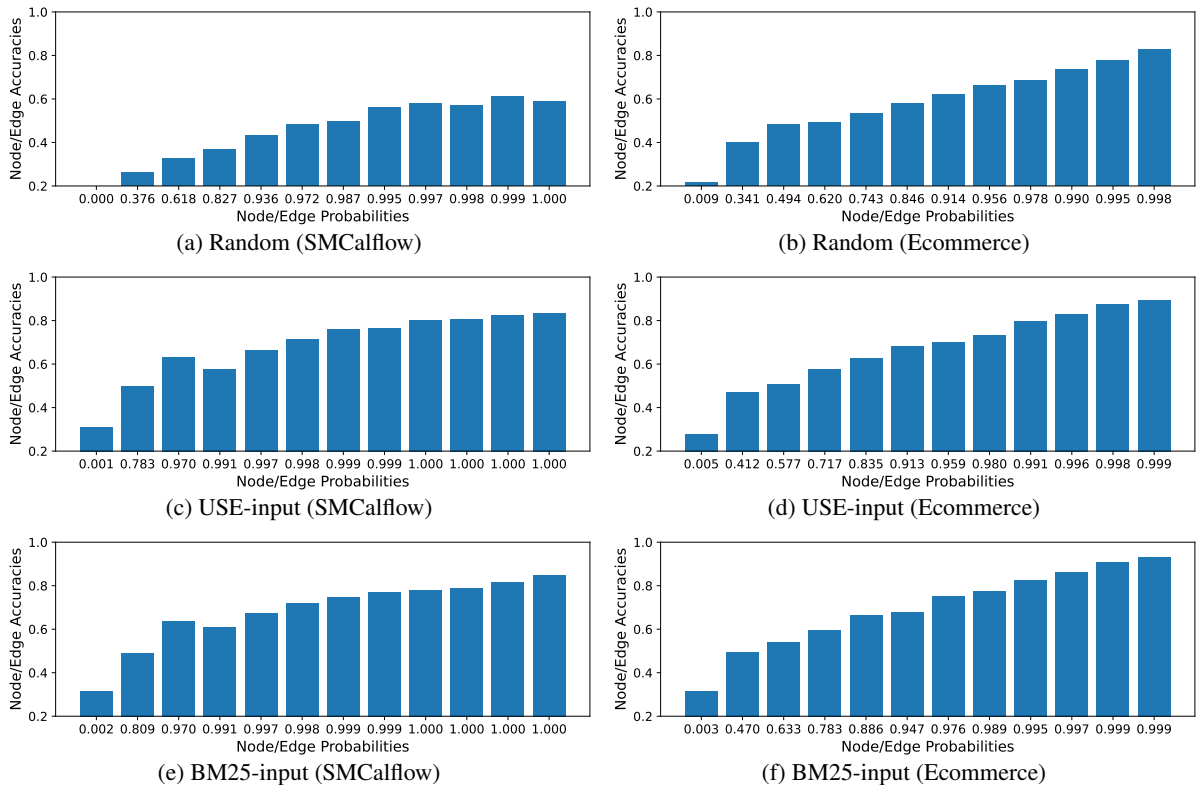 1.0
0.8
0.6
0.4
0.2
Node/Edge Accuracies
0.000 0.376 0.618 0.827 0.936 0.972 0.987 0.995 0.997 0.998 0.999 1.000
Node/Edge Probabilities
(a) Random (SMCalflow)
1.0
0.8
0.6
0.4
0.2
Node/Edge Accuracies
0.009 0.341 0.494 0.620 0.743 0.846 0.914 0.956 0.978 0.990 0.995 0.998
Node/Edge Probabilities
(b) Random (Ecommerce)
1.0
0.8
0.6
0.4
0.2
Node/Edge Accuracies
0.001 0.783 0.970 0.991 0.997 0.998 0.999 0.999 1.000 1.000 1.000 1.000
Node/Edge Probabilities
(c) USE-input (SMCalflow)
1.0
0.8
0.6
0.4
0.2
Node/Edge Accuracies
0.005 0.412 0.577 0.717 0.835 0.913 0.959 0.980 0.991 0.996 0.998 0.999
Node/Edge Probabilities
(d) USE-input (Ecommerce)
1.0
0.8
0.6
0.4
0.2
Node/Edge Accuracies
0.002 0.809 0.970 0.991 0.997 0.998 0.999 0.999 1.000 1.000 1.000 1.000
Node/Edge Probabilities
(e) BM25-input (SMCalflow)
1.0
0.8
0.6
0.4
0.2
Node/Edge Accuracies
0.003 0.470 0.633 0.783 0.886 0.947 0.976 0.989 0.995 0.997 0.999 0.999
Node/Edge Probabilities
(f) BM25-input (Ecommerce)